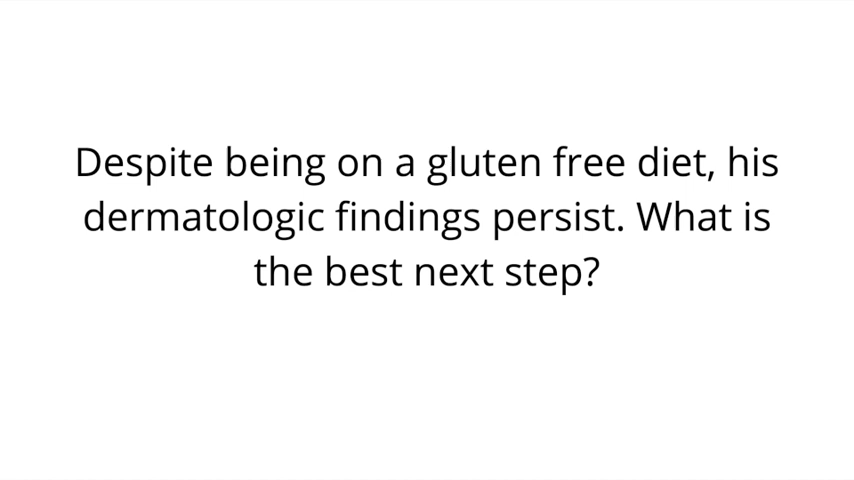 Despite being on a gluten free diet, his
dermatologic findings persist. What is
the best next step?